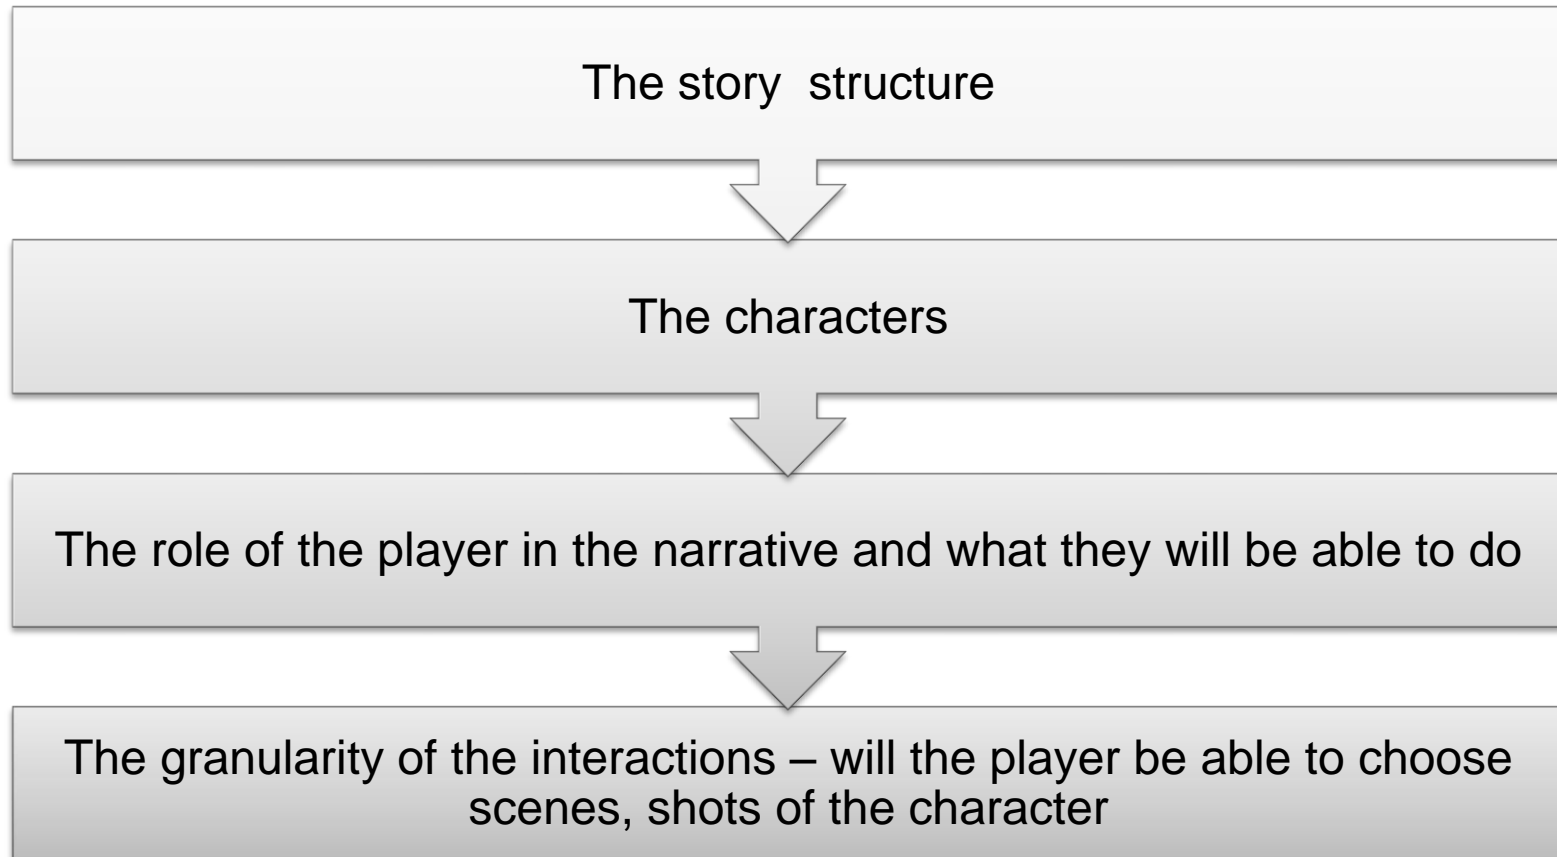 The story  structure
The characters
The role of the player in the narrative and what they will be able to do
The granularity of the interactions – will the player be able to choose
scenes, shots of the character